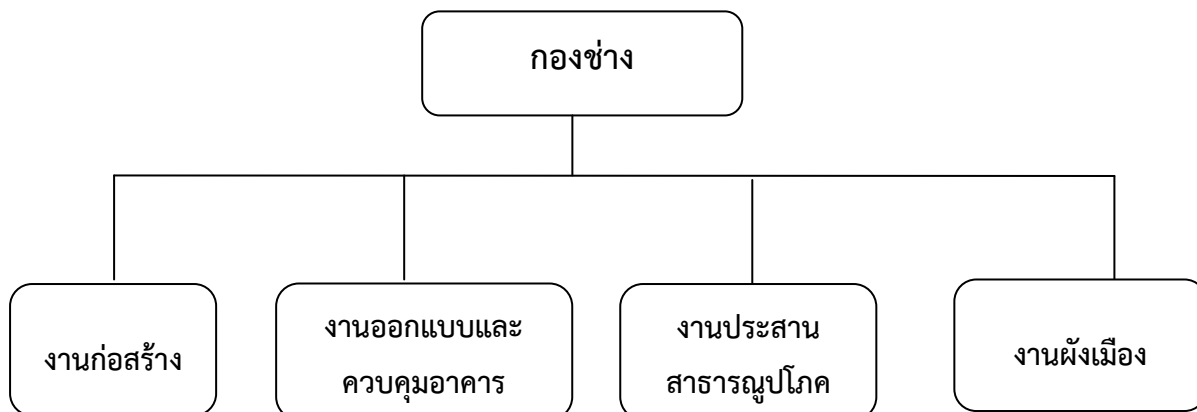 กองช่าง
งานก่อสร้าง
งานออกแบบและ
ควบคุมอาคาร
งานประสาน
สาธารณูปโภค
งานผังเมือง